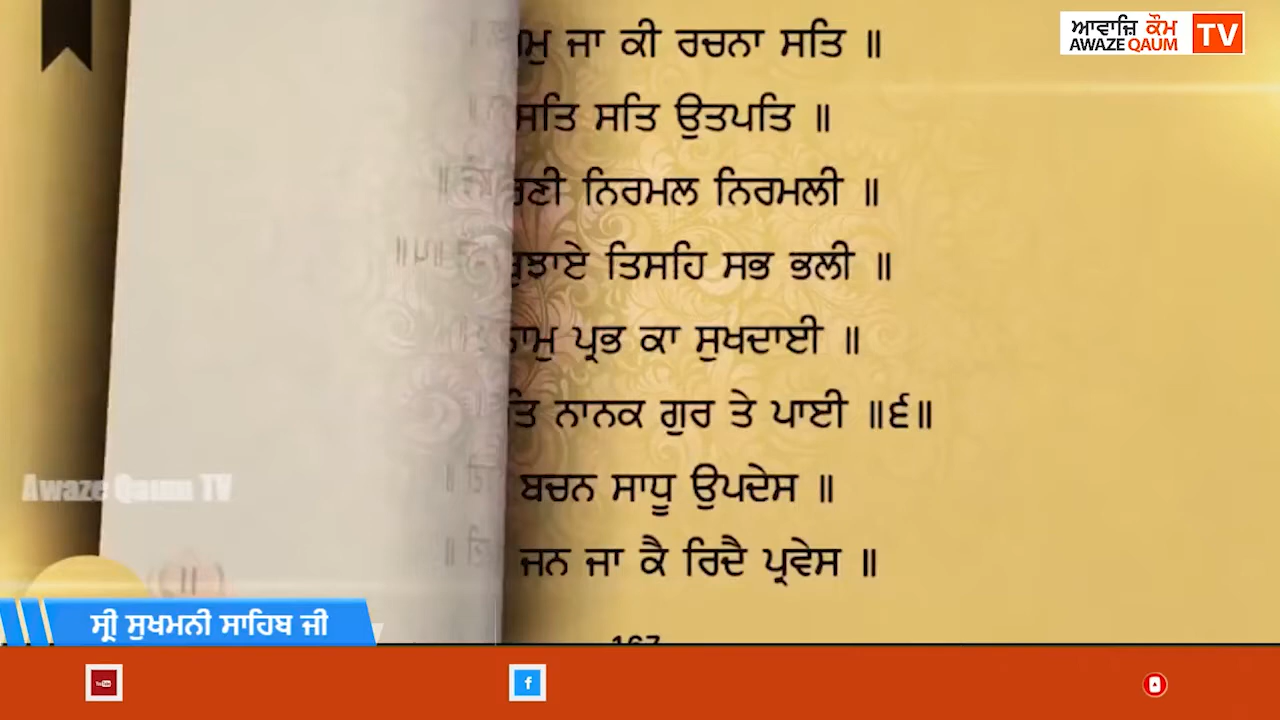 ਜਾ ਕੀ ਰਚਨਾ ਸਤਿ ॥
ਸਤਿ ਸਤਿ ਉਤਪਤਿ ॥
ਨਿਰਮਲ ਨਿਰਮਲੀ ॥
ਤਿਸਹਿ ਸਭ ਭਲੀ ॥
ਪ੍ਰਭ ਕਾ ਸੁਖਦਾਈ ॥
ਨਾਨਕ ਗੁਰ ਤੇ ਪਾਈ ॥੬॥
ਬਚਨ ਸਾਧੂ ਉਪਦੇਸ ॥
ਜਨ ਜਾ ਕੈ ਰਿਦੈ ਪ੍ਰਵੇਸ ॥
ਆਵਾਜ਼ਿ ਕੌਮ
AWAZE QAUM TV
Awaze Qaum TV
ਸ੍ਰੀ ਸੁਖਮਨੀ ਸਾਹਿਬ ਜੀ